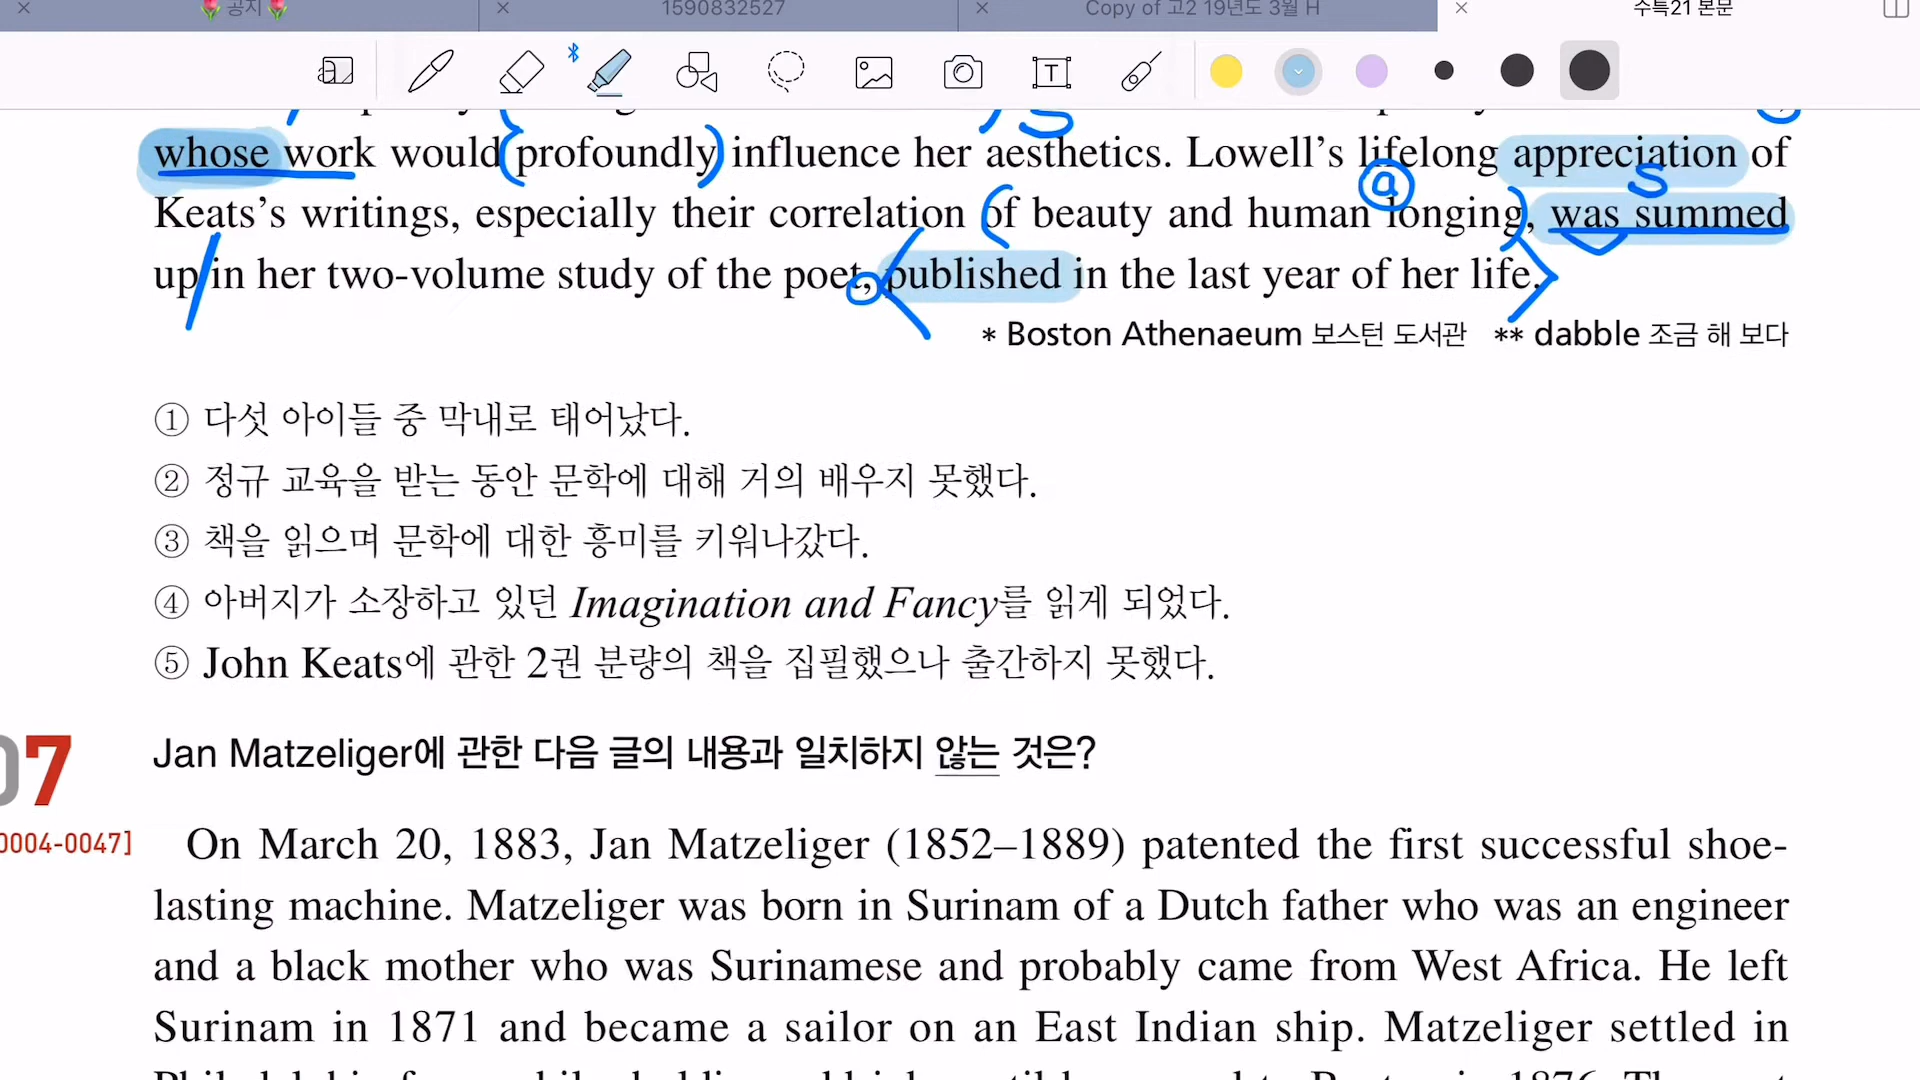 🌷 공지 🌷
1590832527
Copy of 고2 19년도 3월 H
수특21 본문
whose work would profoundly influence her aesthetics. Lowell's lifelong appreciation of
Keats's writings, especially their correlation of beauty and human longing, was summed
up in her two-volume study of the poet, published in the last year of her life.
* Boston Athenaeum 보스턴 도서관 ** dabble 조금 해 보다
① 다섯 아이들 중 막내로 태어났다.
② 정규 교육을 받는 동안 문학에 대해 거의 배우지 못했다.
③ 책을 읽으며 문학에 대한 흥미를 키워나갔다.
④ 아버지가 소장하고 있던 Imagination and Fancy를 읽게 되었다.
⑤ John Keats에 관한 2권 분량의 책을 집필했으나 출간하지 못했다.
07
Jan Matzeliger에 관한 다음 글의 내용과 일치하지 않는 것은?
0004-0047]
On March 20, 1883, Jan Matzeliger (1852–1889) patented the first successful shoe-
lasting machine. Matzeliger was born in Surinam of a Dutch father who was an engineer
and a black mother who was Surinamese and probably came from West Africa. He left
Surinam in 1871 and became a sailor on an East Indian ship. Matzeliger settled in